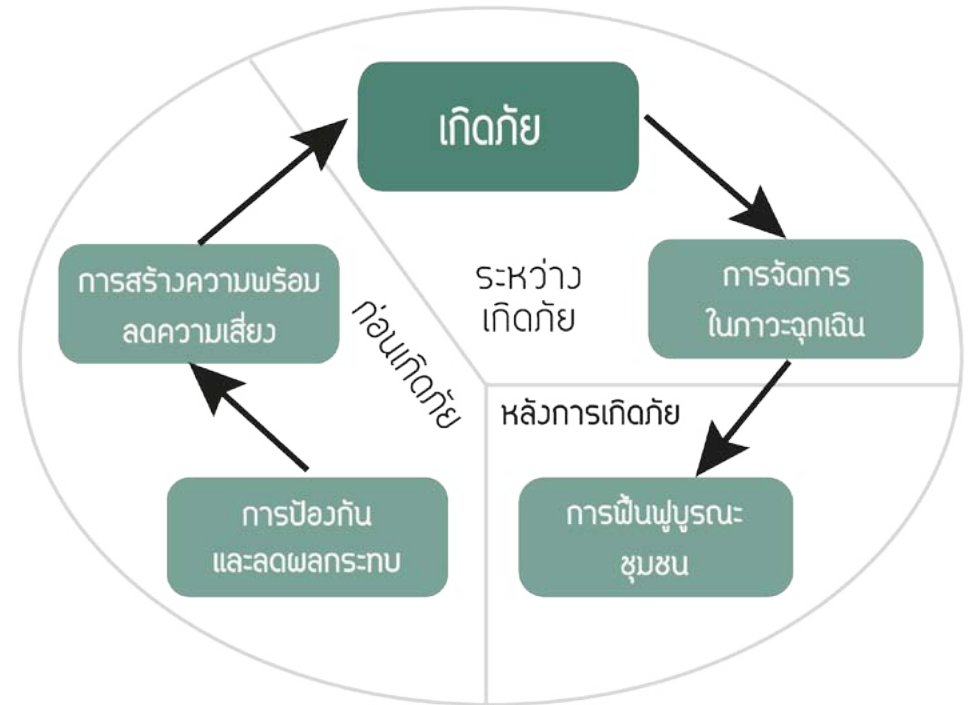 เกิดภัย
การสร้างความพร้อม
ลดความเสี่ยง
ก่อนเกิดภัย
ระหว่าง
เกิดภัย
การจัดการ
ในภาวะฉุกเฉิน
หลังการเกิดภัย
การป้องกัน
และลดผลกระทบ
การฟื้นฟูบูรณะ
ชุมชน